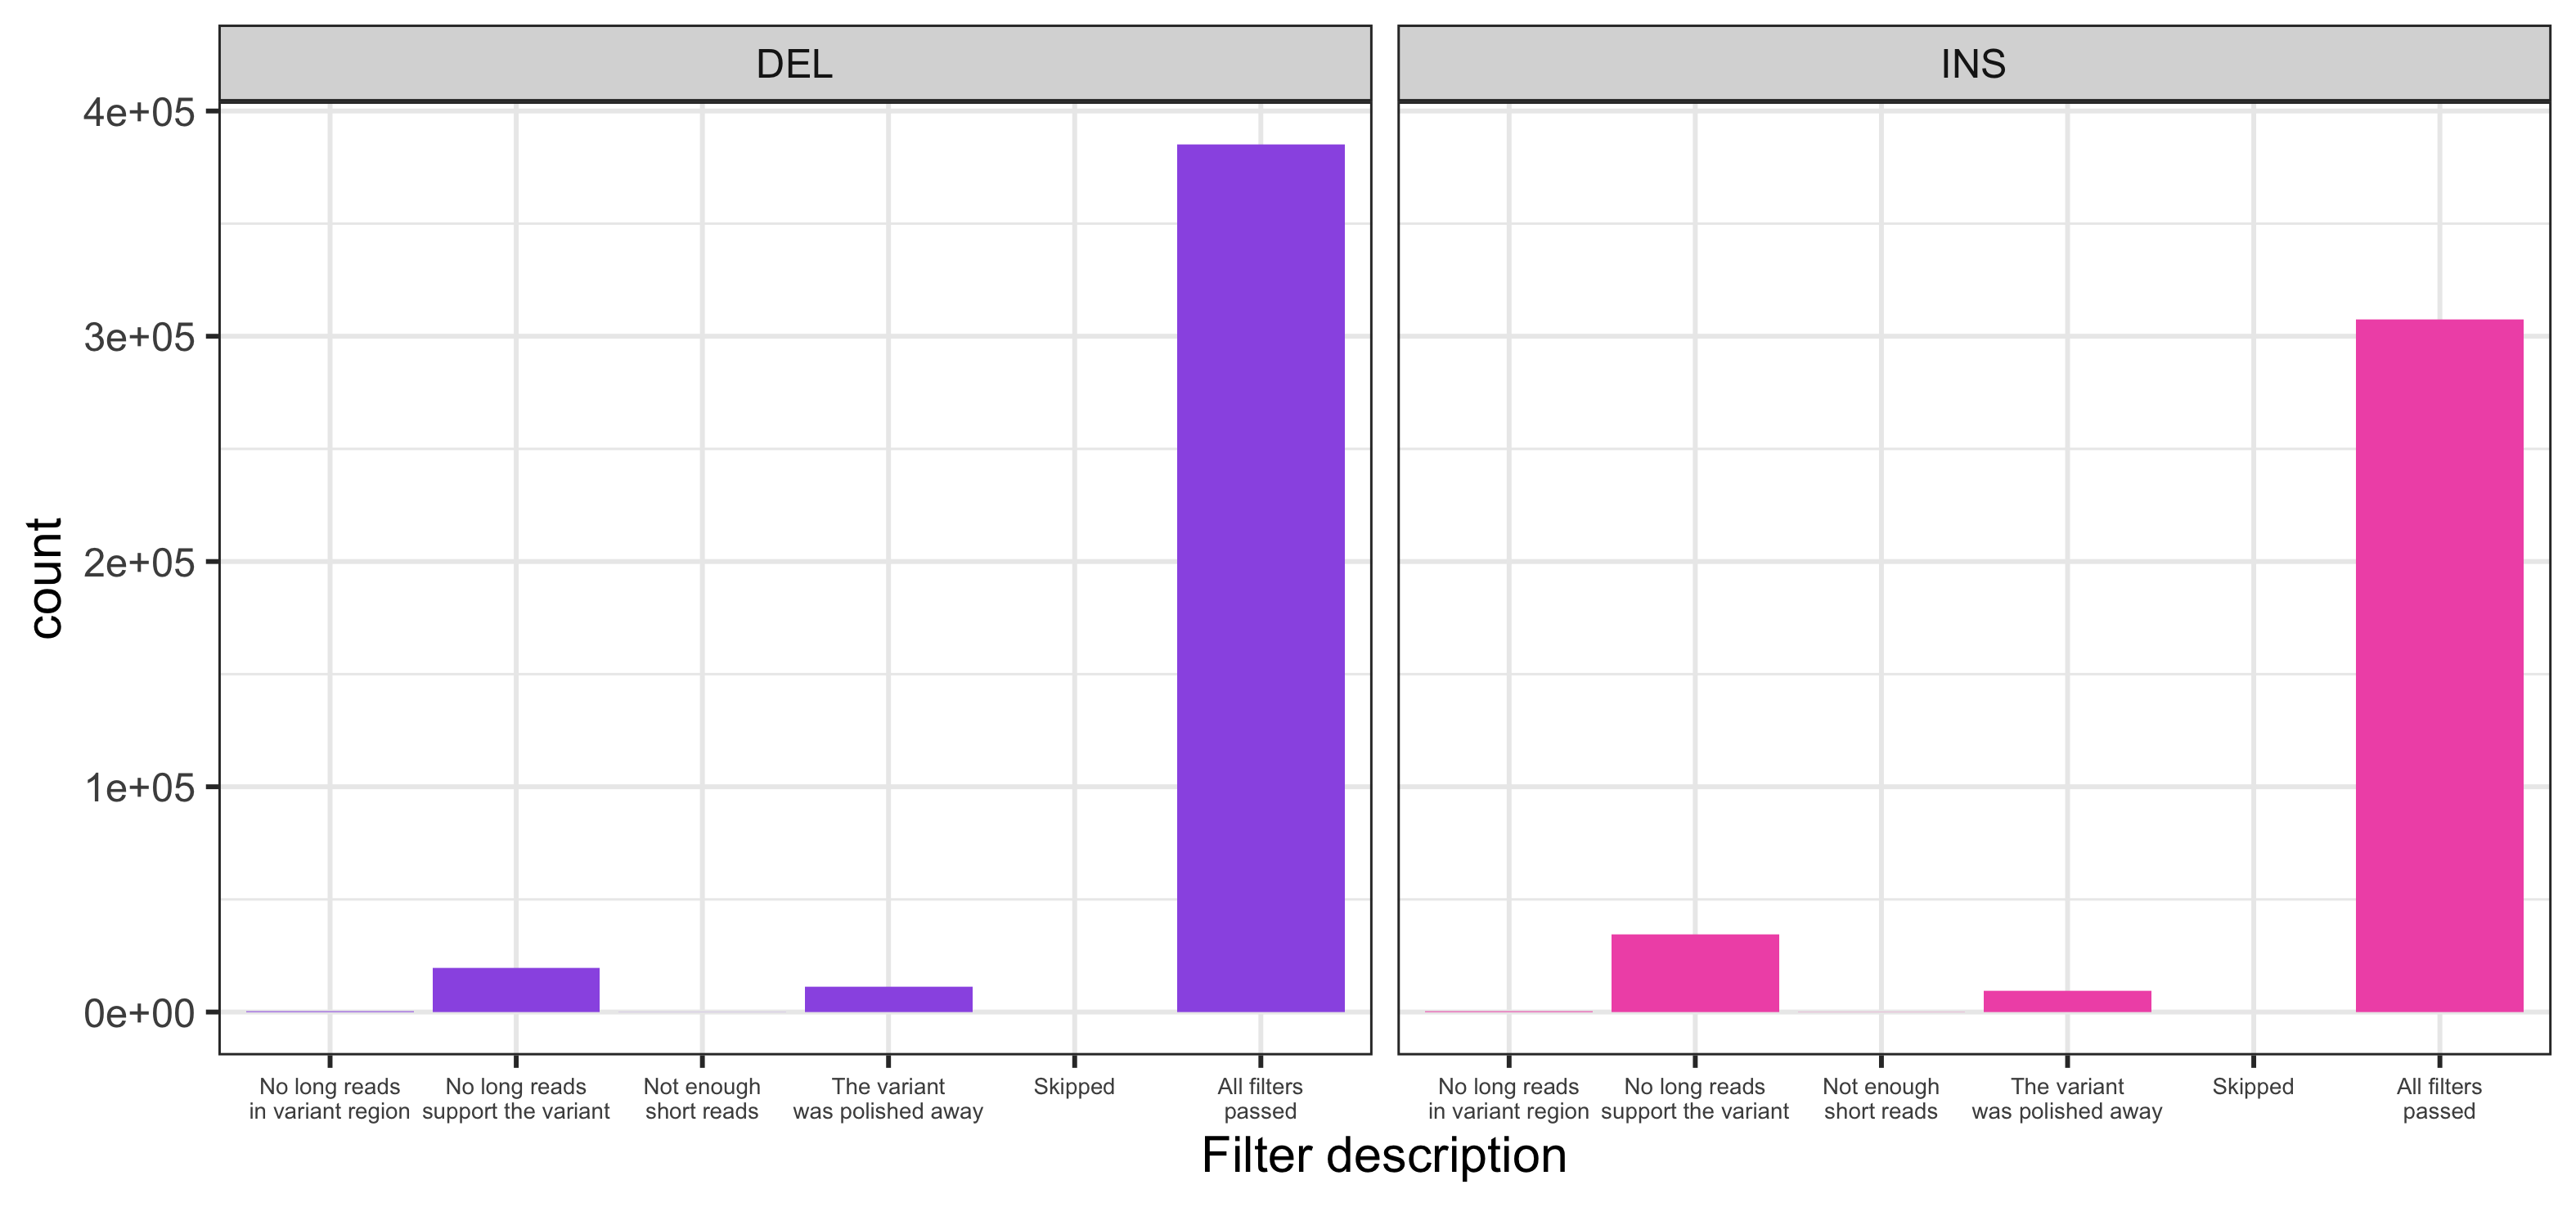 DEL
INS
4e+05
3e+05
2e+05
1e+05
0e+00
count
No long reads
in variant region
No long reads
support the variant
Not enough
short reads
The variant
was polished away
Skipped
All filters
passed
No long reads
in variant region
No long reads
support the variant
Not enough
short reads
The variant
was polished away
Skipped
All filters
passed
Filter description